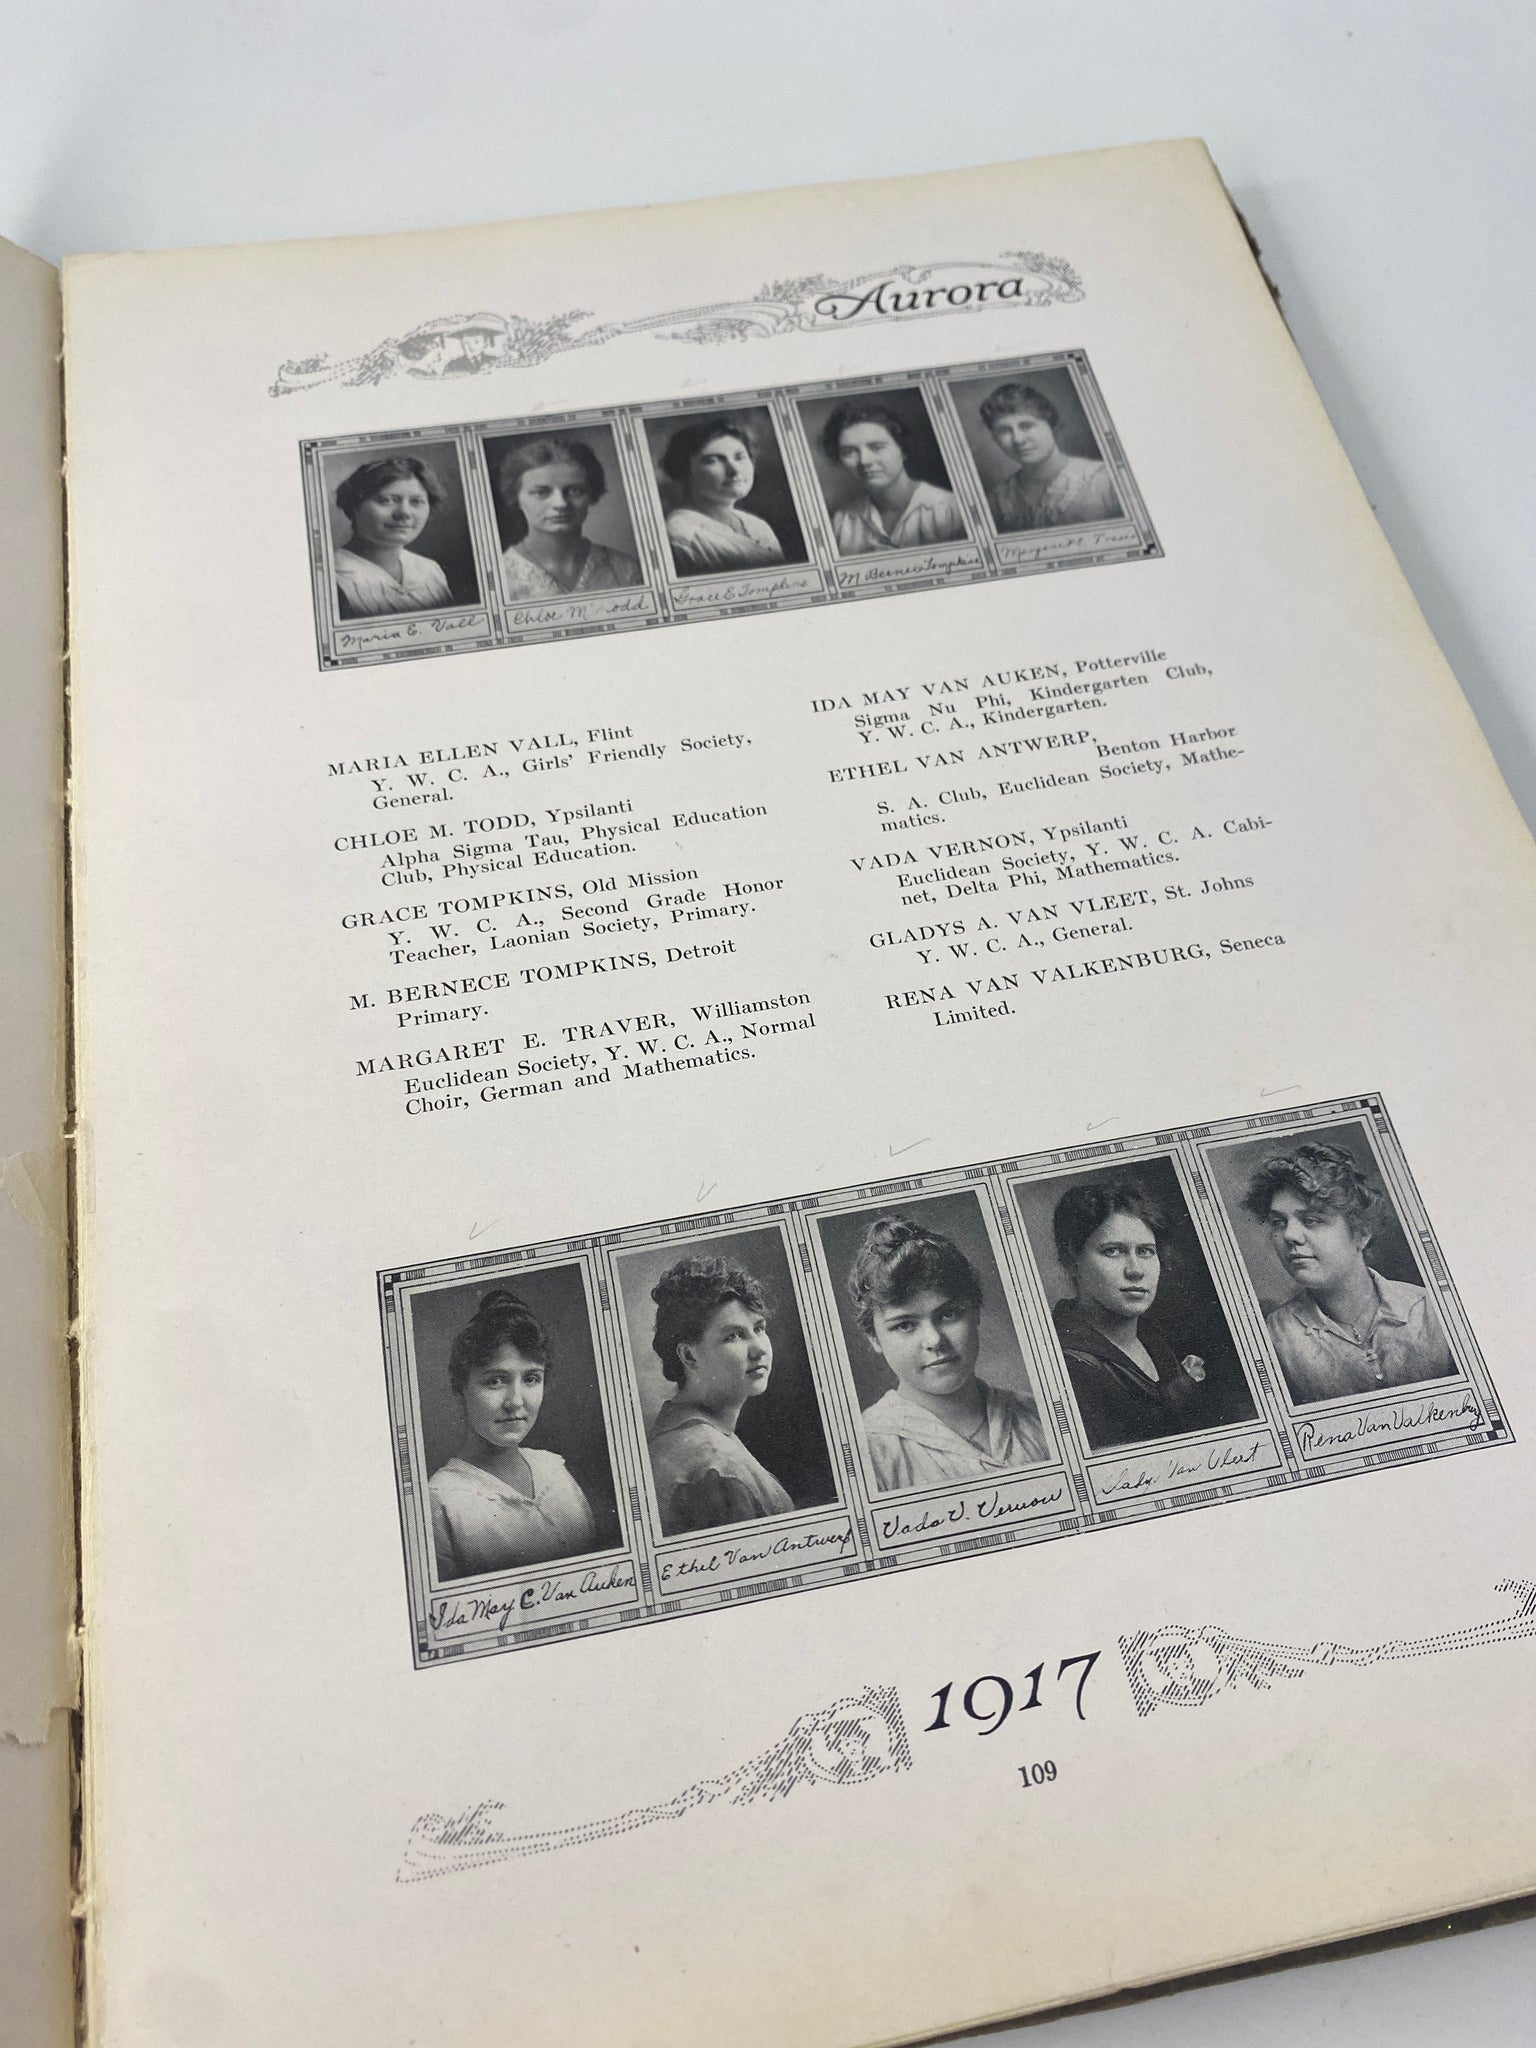 Aurora
Maria E. Vall
Chloe M Todd
Grace E Tompkins
M Bernece Tompkins
Margaret E Traver
MARIA ELLEN VALL, Flint
Y. W. C. A., Girls' Friendly Society,
General.
CHLOE M. TODD, Ypsilanti
Alpha Sigma Tau, Physical Education
Club, Physical Education.
GRACE TOMPKINS, Old Mission
Y. W. C. A., Second Grade Honor
Teacher, Laonian Society, Primary.
M. BERNECE TOMPKINS, Detroit
Primary.
MARGARET E. TRAVER, Williamston
Euclidean Society, Y. W. C. A., Normal
Choir, German and Mathematics.
IDA MAY VAN AUKEN, Potterville
Sigma Nu Phi, Kindergarten Club,
Y. W. C. A., Kindergarten.
ETHEL VAN ANTWERP,
Benton Harbor
S. A. Club, Euclidean Society, Mathe-
matics.
VADA VERNON, Ypsilanti
Euclidean Society, Y. W. C. A. Cabi-
net, Delta Phi, Mathematics.
GLADYS A. VAN VLEET, St. Johns
Y. W. C. A., General.
RENA VAN VALKENBURG, Seneca
Limited.
Ida May C. Van Auken
Ethel Van Antwerp
Vada V. Vernon
Gladys Van Vleet
Rena Van Valkenburg
1917
109